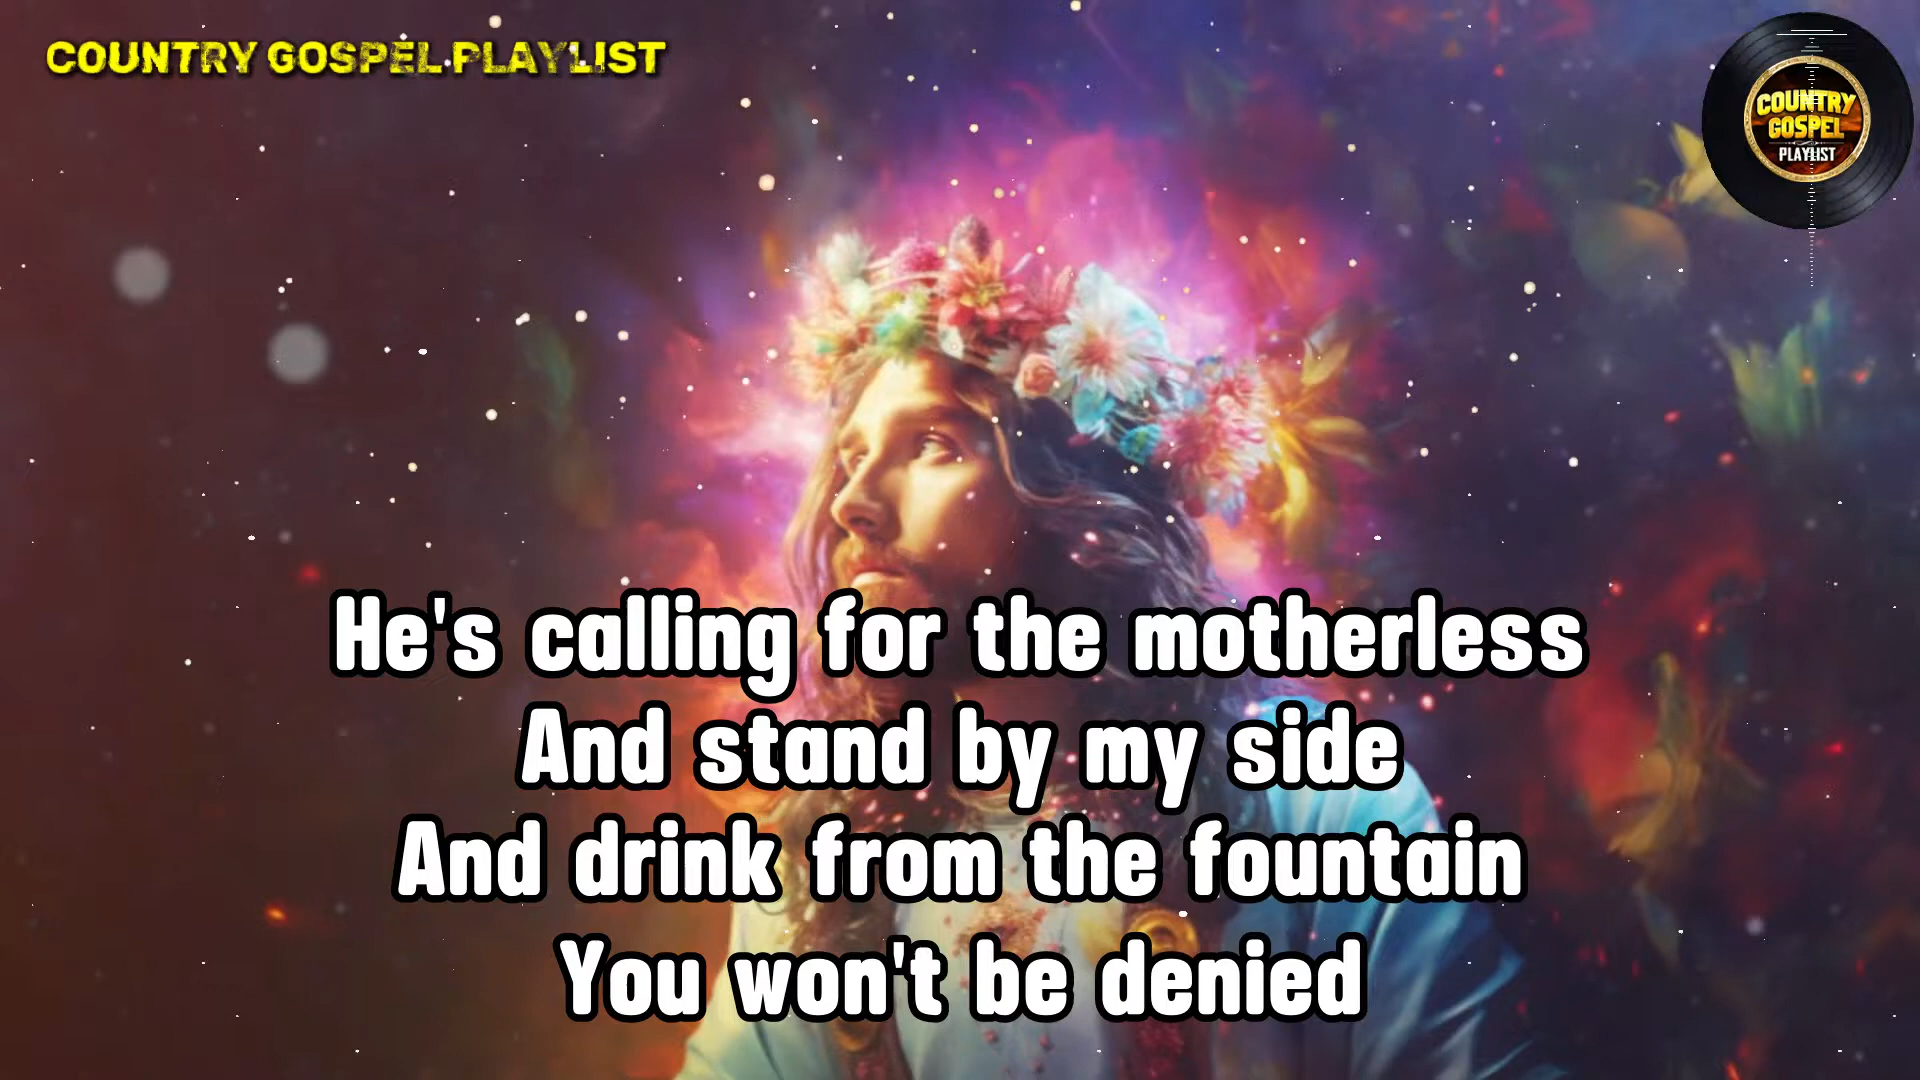 COUNTRY GOSPEL PLAYLIST
COUNTRY
GOSPEL
PLAYLIST
He's calling for the motherless
And stand by my side
And drink from the fountain
You won't be denied